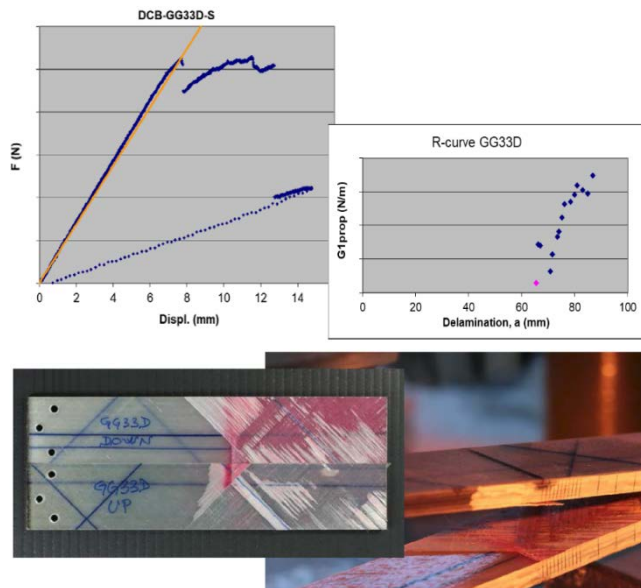 DCB-GG33D-S
F (N)
0 2 4 6 8 10 12 14
Displ. (mm)
R-curve GG33D
G1prop (N/m)
0 20 40 60 80 100
Delamination, a (mm)
GG33D
DOWN
GG33D
UP